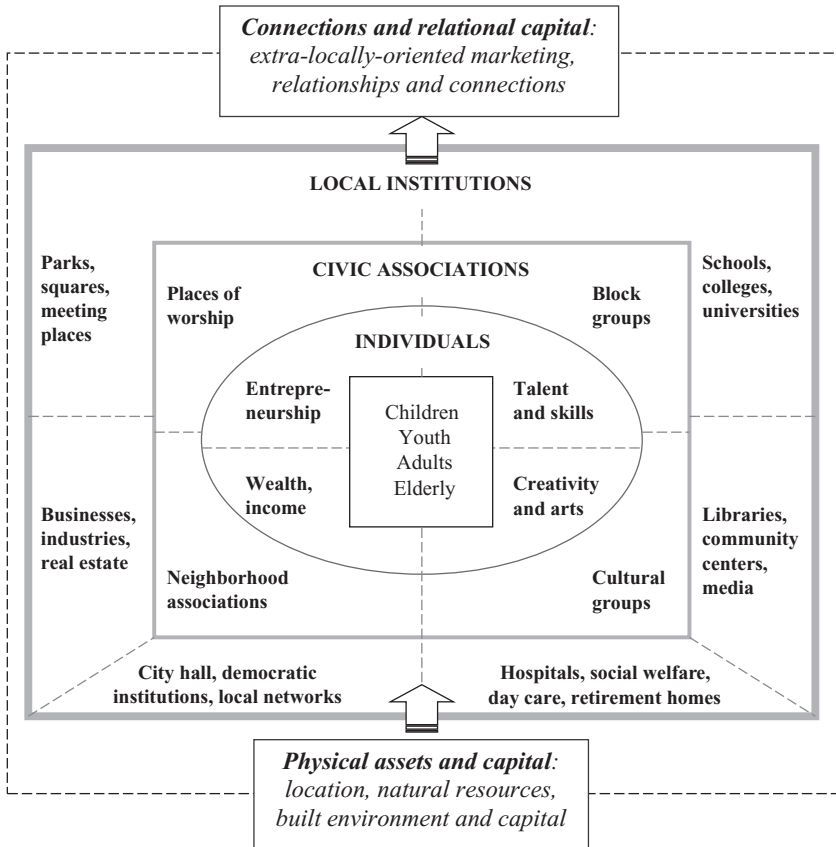 Connections and relational capital:
extra-locally-oriented marketing,
relationships and connections
LOCAL INSTITUTIONS
Parks,
squares,
meeting
places
CIVIC ASSOCIATIONS
Schools,
colleges,
universities
Places of
worship
Block
groups
INDIVIDUALS
Entrepre-
neurship
Talent
and skills
Children
Youth
Adults
Elderly
Wealth,
income
Creativity
and arts
Businesses,
industries,
real estate
Libraries,
community
centers,
media
Neighborhood
associations
Cultural
groups
City hall, democratic
institutions, local networks
Hospitals, social welfare,
day care, retirement homes
Physical assets and capital:
location, natural resources,
built environment and capital